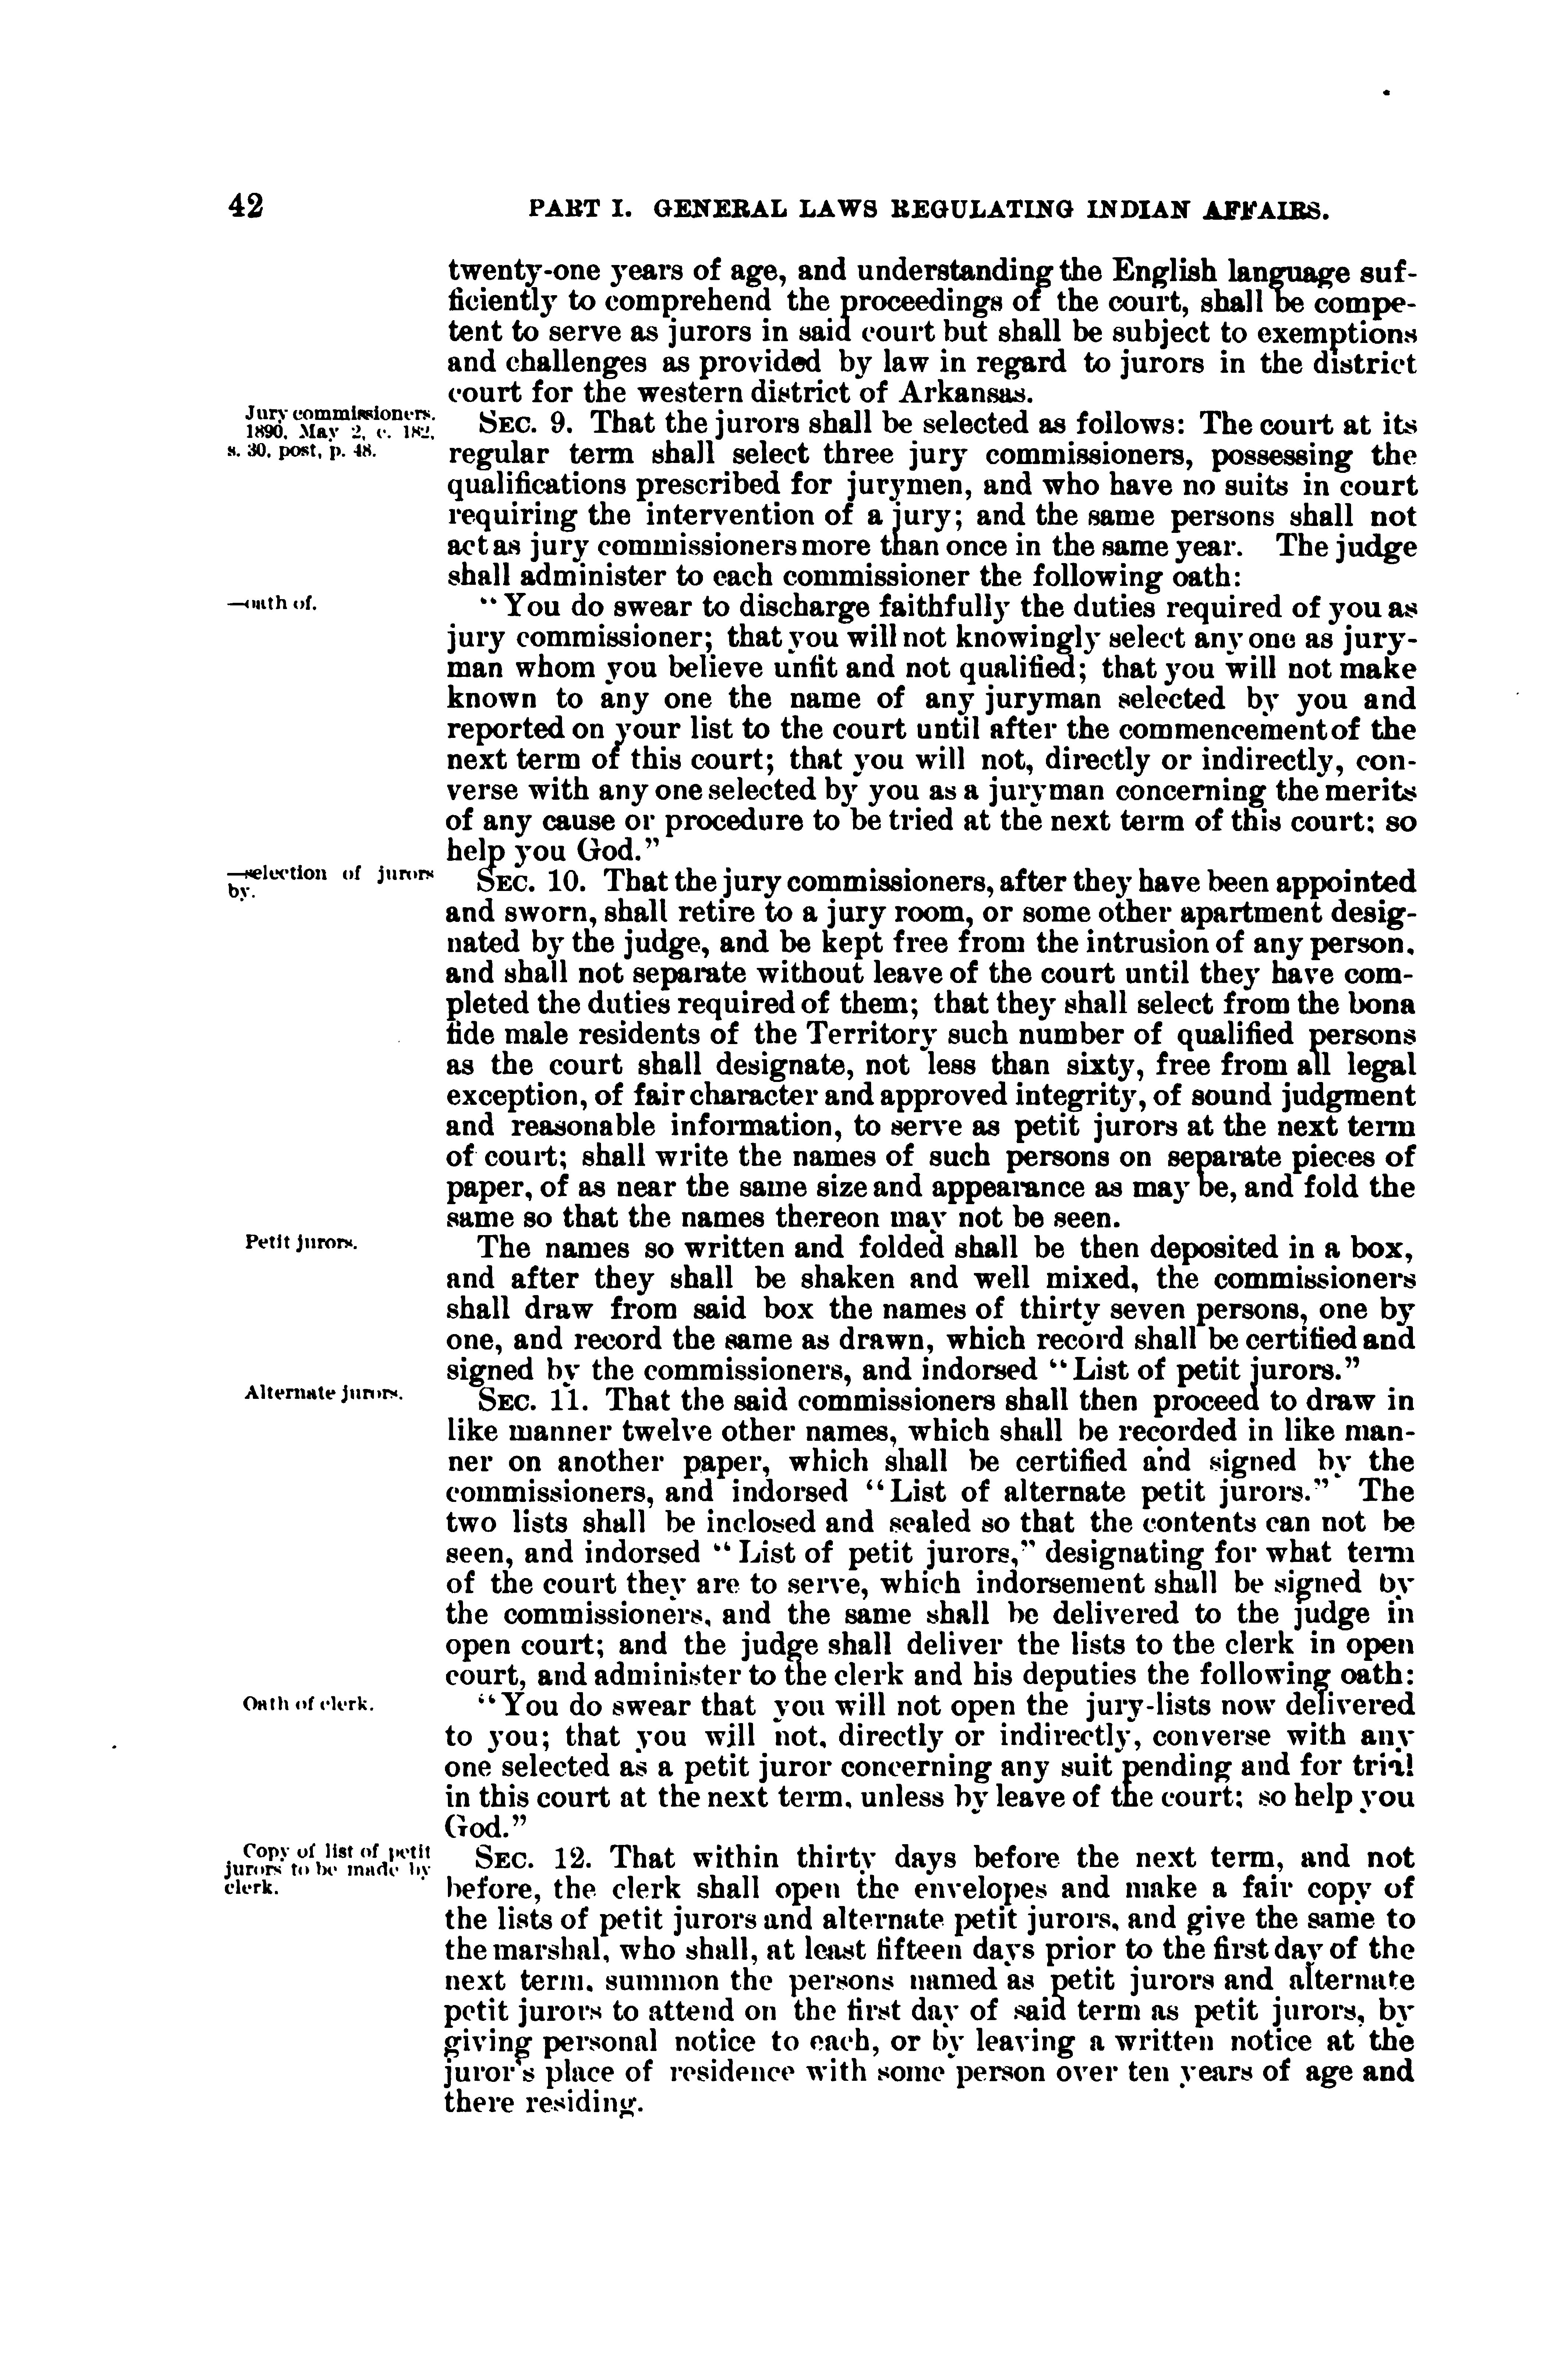 42
PART I. GENERAL LAWS REGULATING INDIAN AFFAIRS.
twenty-one years of age, and understanding the English language suf-
ficiently to comprehend the proceedings of the court, shall be compe-
tent to serve as jurors in said court but shall be subject to exemptions
and challenges as provided by law in regard to jurors in the district
court for the western district of Arkansas.
Jury commissioners.
1890, May 2, c. 182,
s. 30, post, p. 48.
SEC. 9. That the jurors shall be selected as follows: The court at its
regular term shall select three jury commissioners, possessing the
qualifications prescribed for jurymen, and who have no suits in court
requiring the intervention of a jury; and the same persons shall not
act as jury commissioners more than once in the same year. The judge
shall administer to each commissioner the following oath:
—oath of.
"You do swear to discharge faithfully the duties required of you as
jury commissioner; that you will not knowingly select any one as jury-
man whom you believe unfit and not qualified; that you will not make
known to any one the name of any juryman selected by you and
reported on your list to the court until after the commencement of the
next term of this court; that you will not, directly or indirectly, con-
verse with any one selected by you as a juryman concerning the merits
of any cause or procedure to be tried at the next term of this court; so
help you God."
—selection of jurors
by.
SEC. 10. That the jury commissioners, after they have been appointed
and sworn, shall retire to a jury room, or some other apartment desig-
nated by the judge, and be kept free from the intrusion of any person,
and shall not separate without leave of the court until they have com-
pleted the duties required of them; that they shall select from the bona
fide male residents of the Territory such number of qualified persons
as the court shall designate, not less than sixty, free from all legal
exception, of fair character and approved integrity, of sound judgment
and reasonable information, to serve as petit jurors at the next term
of court; shall write the names of such persons on separate pieces of
paper, of as near the same size and appearance as may be, and fold the
same so that the names thereon may not be seen.
Petit jurors.
The names so written and folded shall be then deposited in a box,
and after they shall be shaken and well mixed, the commissioners
shall draw from said box the names of thirty seven persons, one by
one, and record the same as drawn, which record shall be certified and
signed by the commissioners, and indorsed "List of petit jurors."
Alternate jurors.
SEC. 11. That the said commissioners shall then proceed to draw in
like manner twelve other names, which shall be recorded in like man-
ner on another paper, which shall be certified and signed by the
commissioners, and indorsed "List of alternate petit jurors." The
two lists shall be inclosed and sealed so that the contents can not be
seen, and indorsed "List of petit jurors," designating for what term
of the court they are to serve, which indorsement shall be signed by
the commissioners, and the same shall be delivered to the judge in
open court; and the judge shall deliver the lists to the clerk in open
court, and administer to the clerk and his deputies the following oath:
Oath of clerk.
"You do swear that you will not open the jury-lists now delivered
to you; that you will not, directly or indirectly, converse with any
one selected as a petit juror concerning any suit pending and for trial
in this court at the next term, unless by leave of the court; so help you
God."
Copy of list of petit
jurors to be made by
clerk.
SEC. 12. That within thirty days before the next term, and not
before, the clerk shall open the envelopes and make a fair copy of
the lists of petit jurors and alternate petit jurors, and give the same to
the marshal, who shall, at least fifteen days prior to the first day of the
next term, summon the persons named as petit jurors and alternate
petit jurors to attend on the first day of said term as petit jurors, by
giving personal notice to each, or by leaving a written notice at the
juror's place of residence with some person over ten years of age and
there residing.